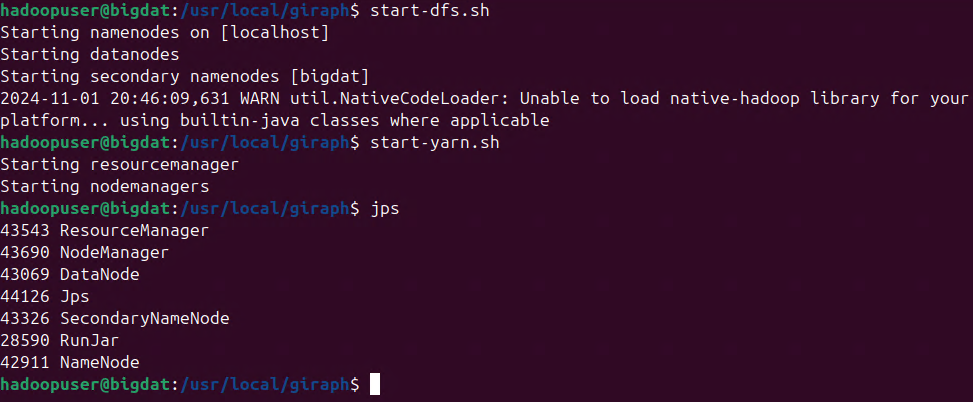 hadoopuser@bigdat:/usr/local/giraph$ start-dfs.sh
Starting namenodes on [localhost]
Starting datanodes
Starting secondary namenodes [bigdat]
2024-11-01 20:46:09,631 WARN util.NativeCodeLoader: Unable to load native-hadoop library for your
platform... using builtin-java classes where applicable
hadoopuser@bigdat:/usr/local/giraph$ start-yarn.sh
Starting resourcemanager
Starting nodemanagers
hadoopuser@bigdat:/usr/local/giraph$ jps
43543 ResourceManager
43690 NodeManager
43069 DataNode
44126 Jps
43326 SecondaryNameNode
28590 RunJar
42911 NameNode
hadoopuser@bigdat:/usr/local/giraph$